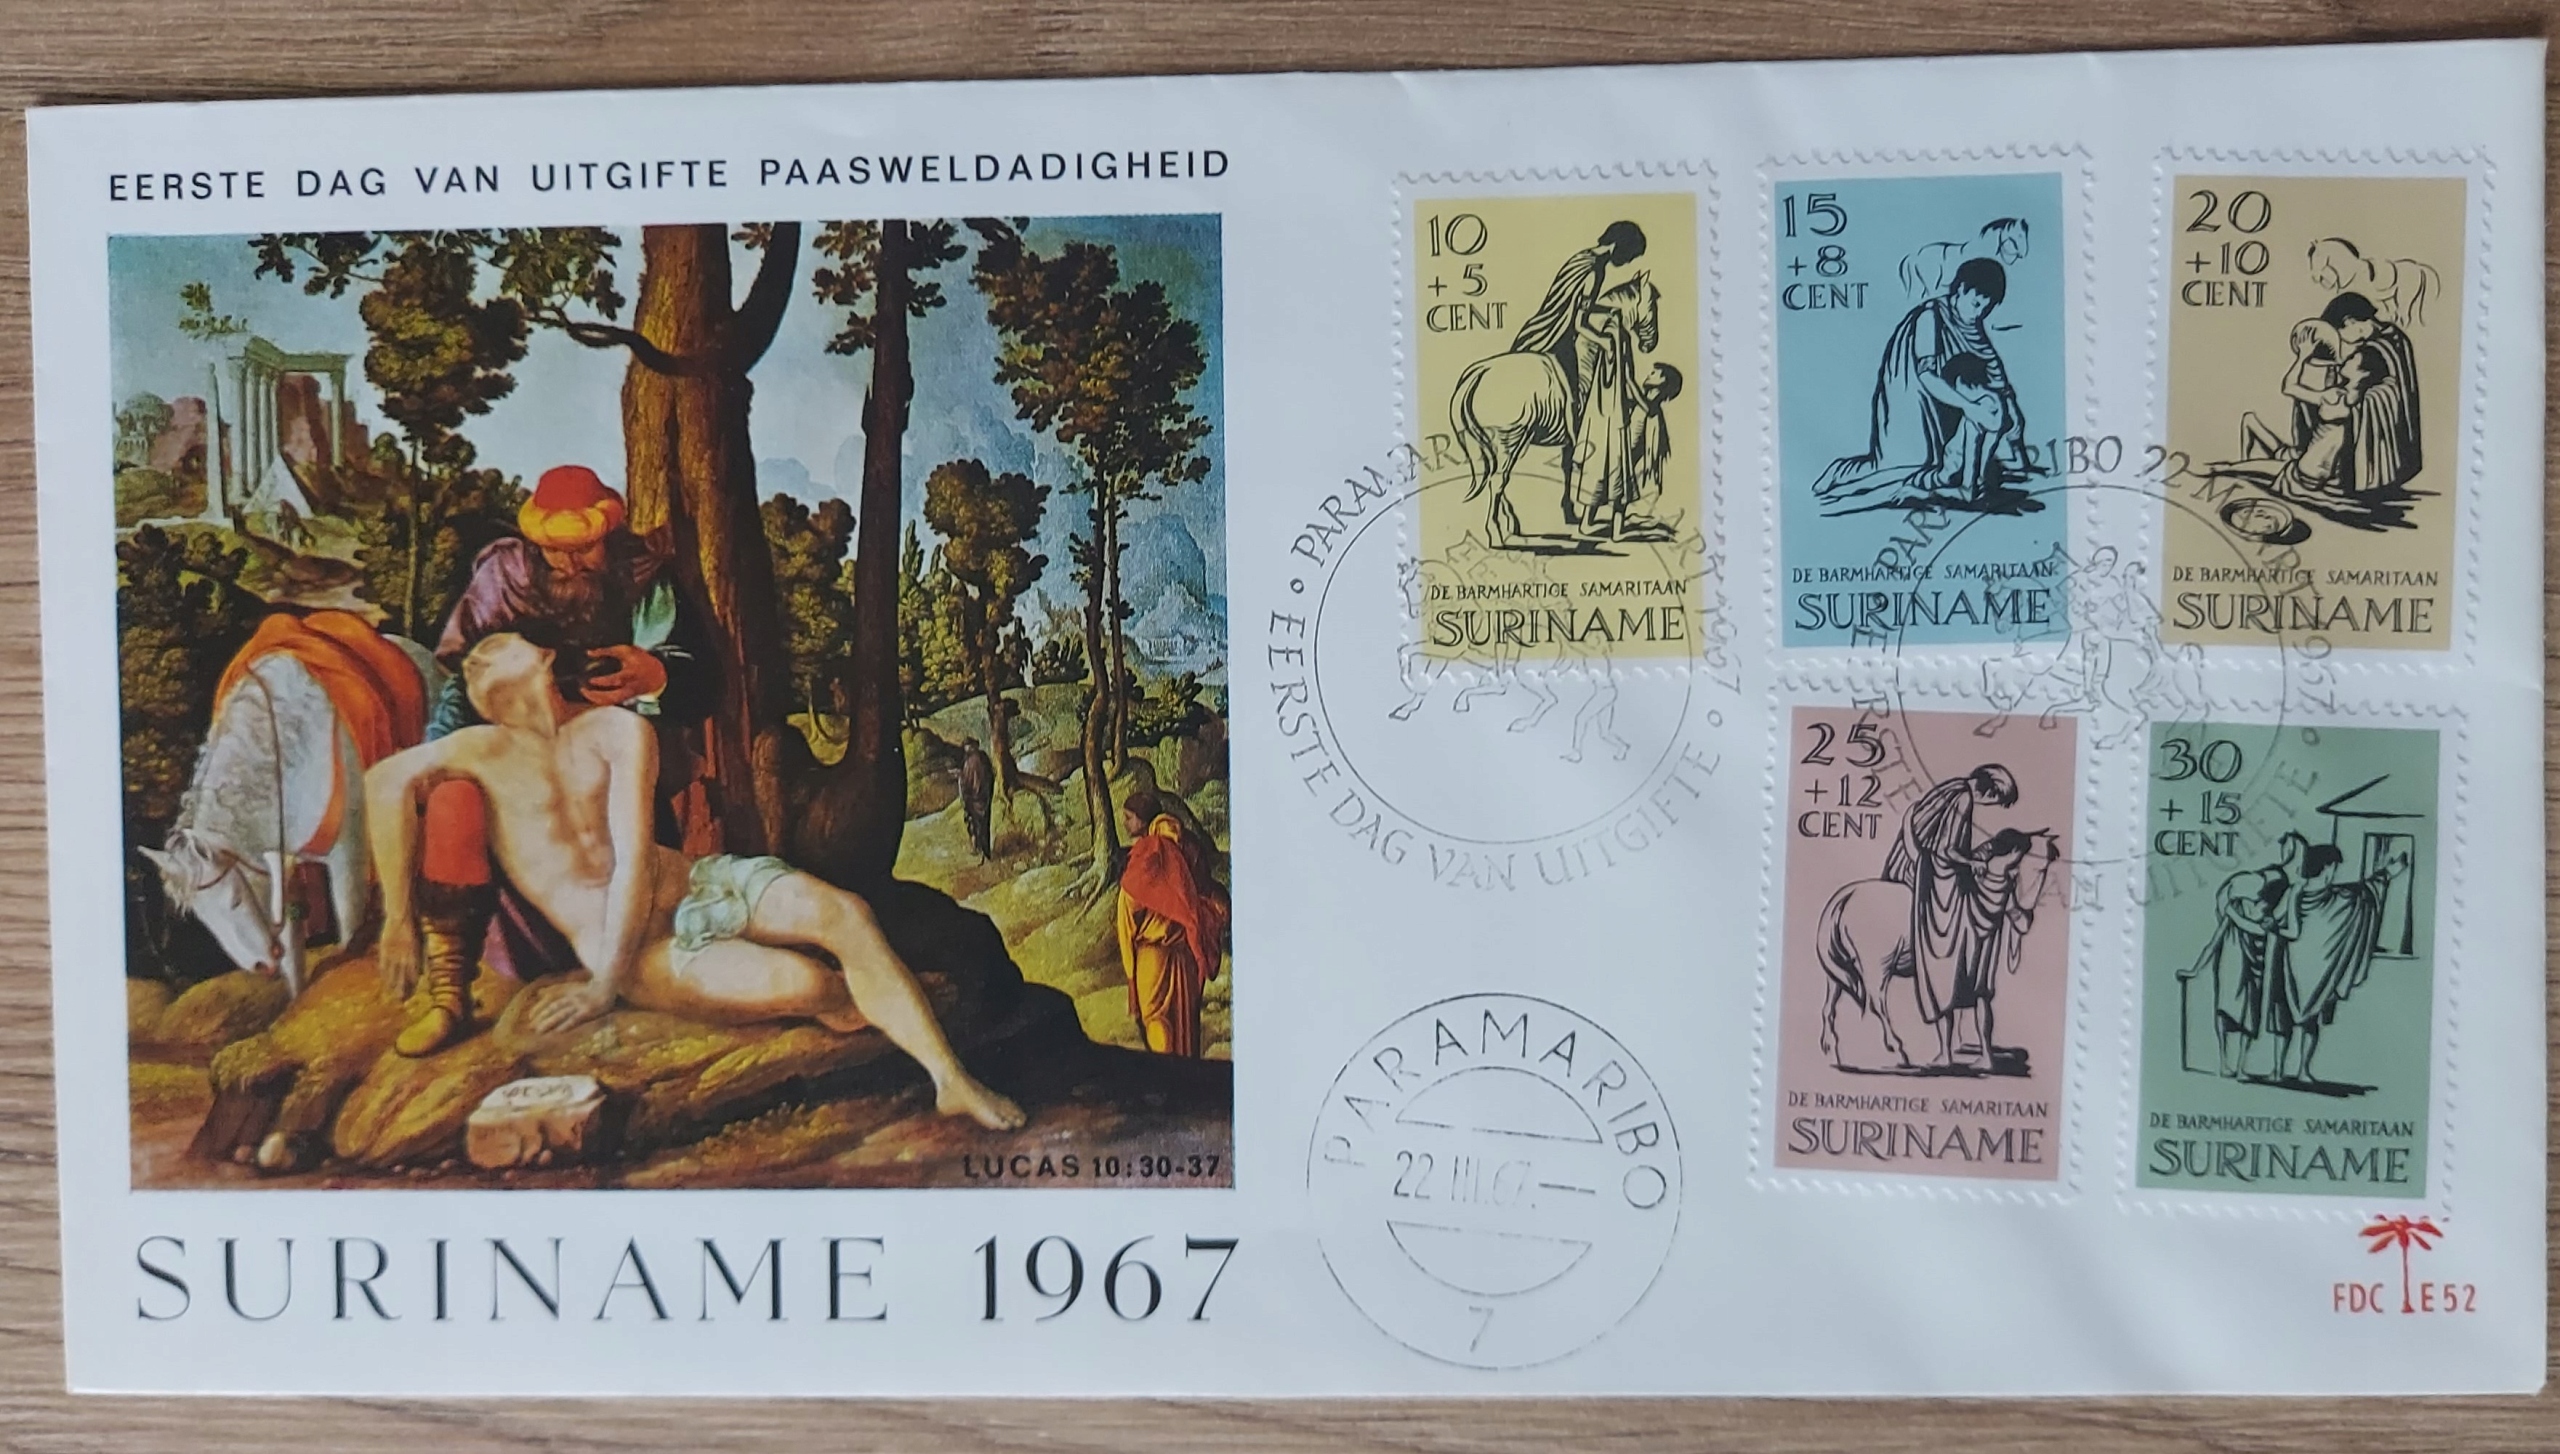 EERSTE DAG VAN UITGIFTE PAASWELDADIGHEID
LUCAS 10:30-37
SURINAME 1967
10
+5
CENT
DE BARMHARTIGE SAMARITAAN
SURINAME
15
+8
CENT
DE BARMHARTIGE SAMARITAAN
SURINAME
20
+10
CENT
DE BARMHARTIGE SAMARITAAN
SURINAME
25
+12
CENT
DE BARMHARTIGE SAMARITAAN
SURINAME
30
+15
CENT
DE BARMHARTIGE SAMARITAAN
SURINAME
EERSTE DAG VAN UITGIFTE
PARAMARIBO
22 III.67.—
7
FDC E52